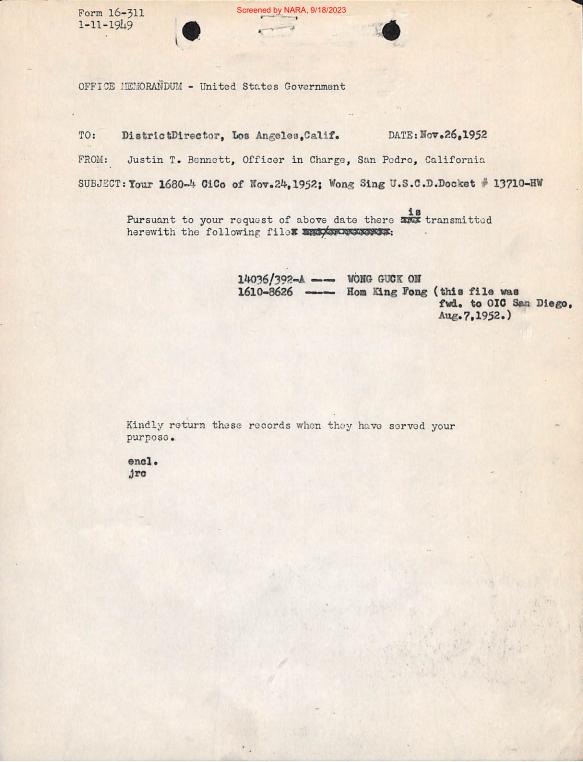 Screened by NARA, 9/18/2023
Form 16-311
1-11-1949
OFFICE MEMORANDUM - United States Government
TO: DistrictDirector, Los Angeles,Calif. DATE:Nov.26,1952
FROM: Justin T. Bennett, Officer in Charge, San Pedro, California
SUBJECT:Your 1680-4 CiCo of Nov.24,1952; Wong Sing U.S.C.D.Docket # 13710-HW
is
Pursuant to your request of above date there xxx transmitted
herewith the following file:
14036/392-A --- WONG GUCK ON
1610-8626 ---- Hom King Fong (this file was
fwd. to OIC San Diego,
Aug.7,1952.)
Kindly return these records when they have served your
purpose.
encl.
jrc